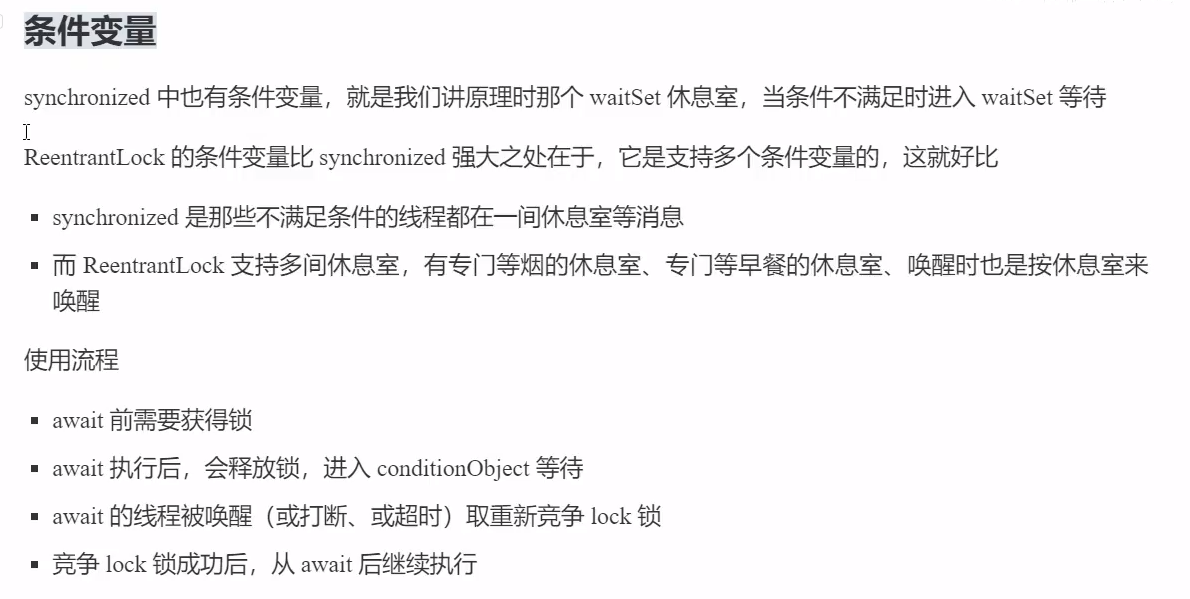 条件变量
synchronized 中也有条件变量，就是我们讲原理时那个 waitSet 休息室，当条件不满足时进入 waitSet 等待
ReentrantLock 的条件变量比 synchronized 强大之处在于，它是支持多个条件变量的，这就好比
▪ synchronized 是那些不满足条件的线程都在一间休息室等消息
▪ 而 ReentrantLock 支持多间休息室，有专门等烟的休息室、专门等早餐的休息室、唤醒时也是按休息室来
唤醒
使用流程
▪ await 前需要获得锁
▪ await 执行后，会释放锁，进入 conditionObject 等待
▪ await 的线程被唤醒（或打断、或超时）取重新竞争 lock 锁
▪ 竞争 lock 锁成功后，从 await 后继续执行